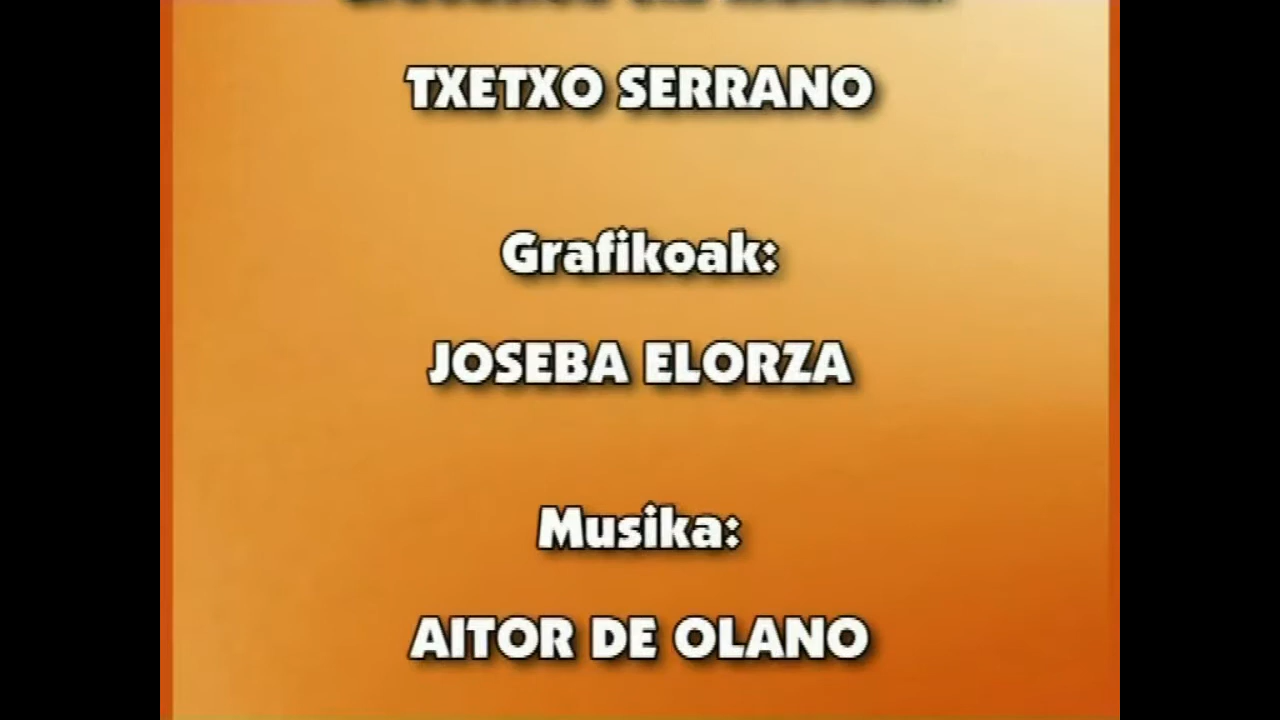 TXETXO SERRANO
Grafikoak:
JOSEBA ELORZA
Musika:
AITOR DE OLANO